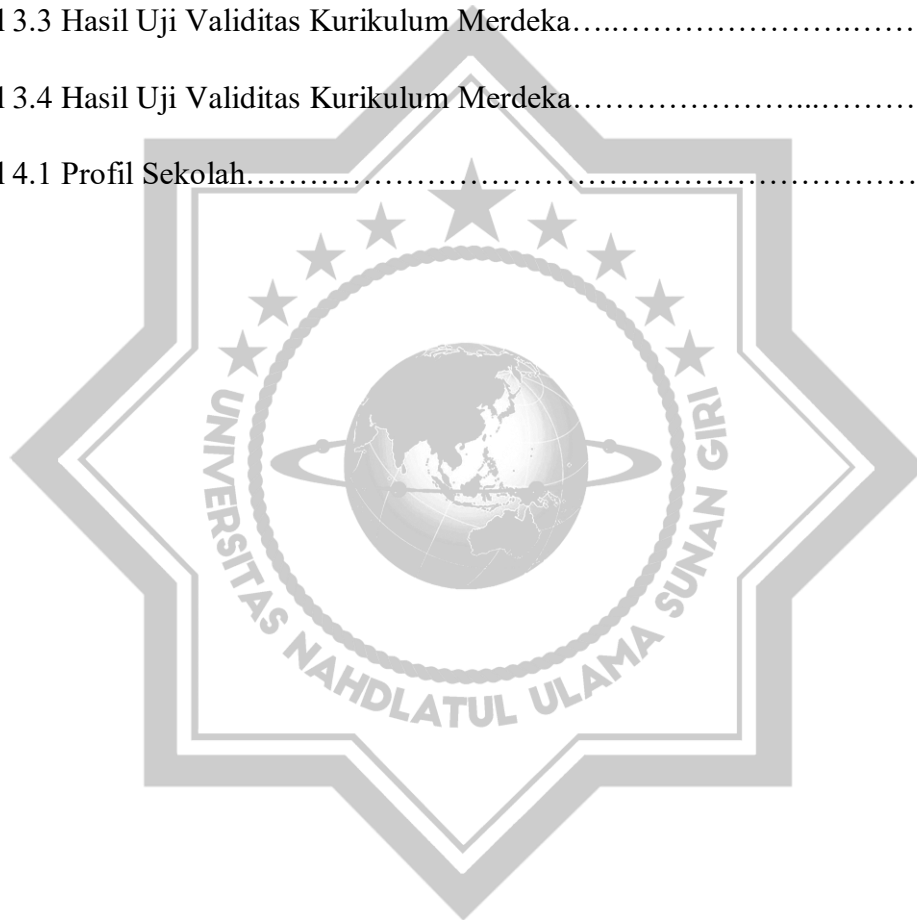 l 3.3 Hasil Uji Validitas Kurikulum Merdeka…..………………….……
l 3.4 Hasil Uji Validitas Kurikulum Merdeka…………………...………
l 4.1 Profil Sekolah……………………………………………………….
UNIVERSITAS NAHDLATUL ULAMA SUNAN GIRI